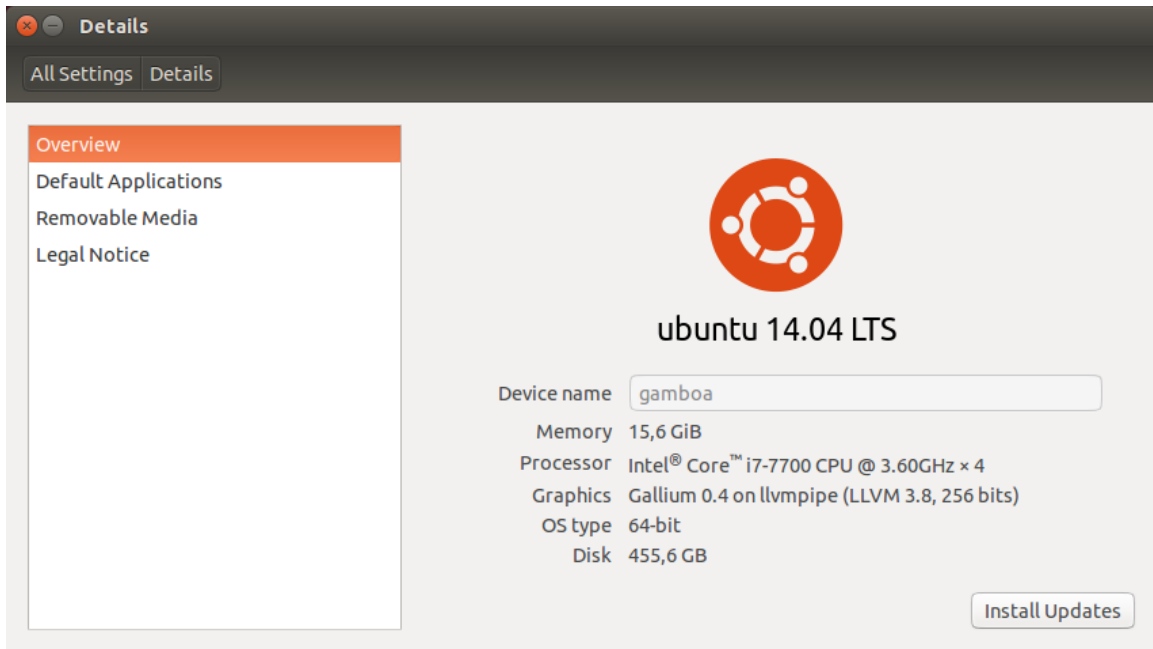 Details
All Settings Details
Overview
Default Applications
Removable Media
Legal Notice
ubuntu 14.04 LTS
Device name gamboa
Memory 15,6 GiB
Processor Intel® Core™ i7-7700 CPU @ 3.60GHz × 4
Graphics Gallium 0.4 on llvmpipe (LLVM 3.8, 256 bits)
OS type 64-bit
Disk 455,6 GB
Install Updates